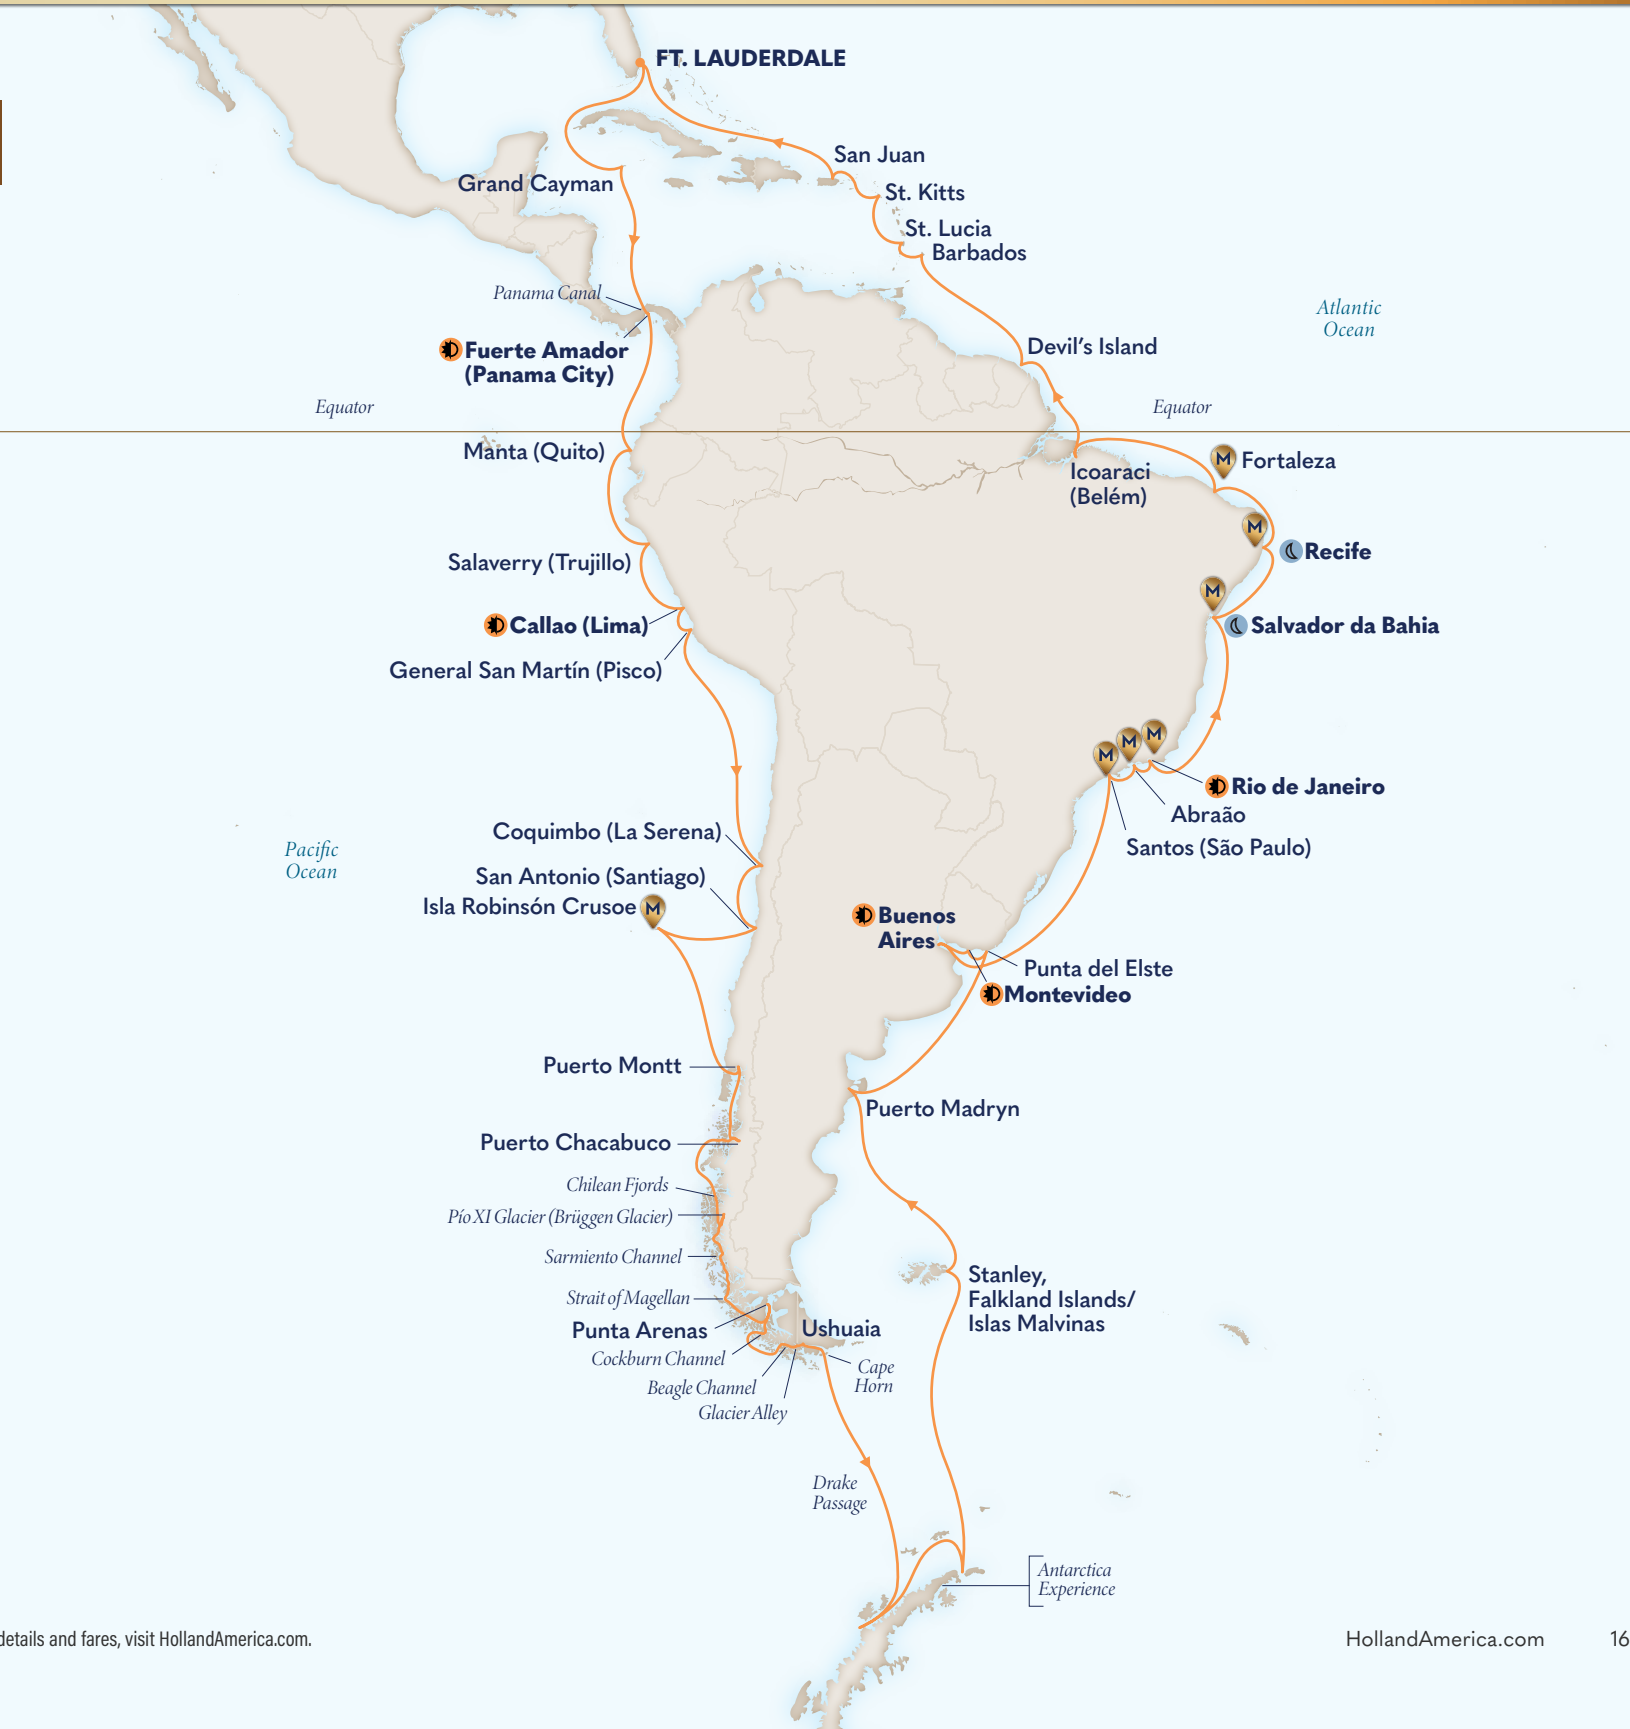 FT. LAUDERDALE
San Juan
Grand Cayman
St. Kitts
St. Lucia
Barbados
Panama Canal
Atlantic
Ocean
Fuerte Amador
(Panama City)
Devil's Island
Equator
Equator
Manta (Quito)
M
Fortaleza
Icoaraci
(Belém)
M
Recife
Salaverry (Trujillo)
M
Callao (Lima)
Salvador da Bahia
General San Martín (Pisco)
M
M
M
Rio de Janeiro
Abraão
Santos (São Paulo)
Coquimbo (La Serena)
Pacific
Ocean
San Antonio (Santiago)
Isla Robinsón Crusoe
M
Buenos
Aires
Punta del Elste
Montevideo
Puerto Montt
Puerto Madryn
Puerto Chacabuco
Chilean Fjords
Pío XI Glacier (Brüggen Glacier)
Sarmiento Channel
Stanley,
Falkland Islands/
Islas Malvinas
Strait of Magellan
Punta Arenas
Ushuaia
Cockburn Channel
Cape
Horn
Beagle Channel
Glacier Alley
Drake
Passage
Antarctica
Experience
details and fares, visit HollandAmerica.com.
HollandAmerica.com
16